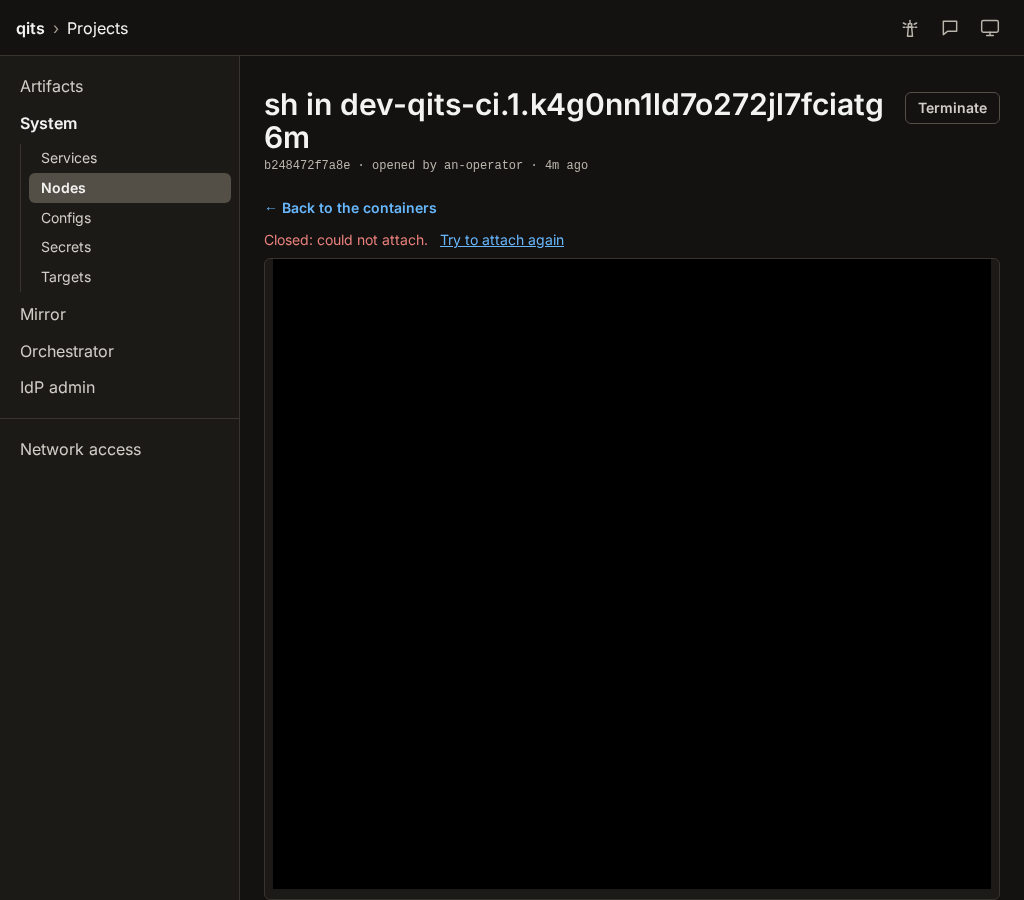 qits › Projects
Artifacts
System
Services
Nodes
Configs
Secrets
Targets
Mirror
Orchestrator
IdP admin
Network access
sh in dev-qits-ci.1.k4g0nn1ld7o272jl7fciatg
6m
Terminate
b248472f7a8e · opened by an-operator · 4m ago
← Back to the containers
Closed: could not attach. Try to attach again